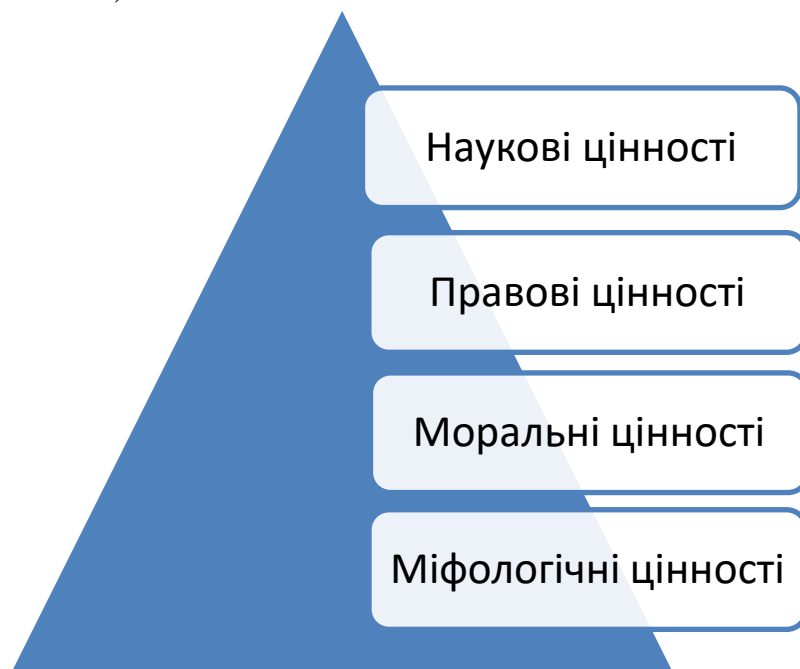 Наукові цінності
Правові цінності
Моральні цінності
Міфологічні цінності